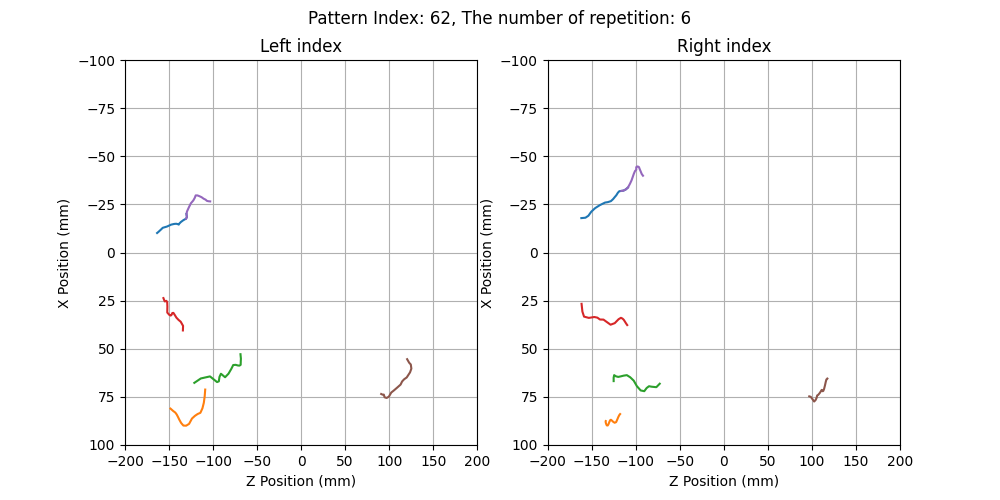 Pattern Index: 62, The number of repetition: 6
Left index
Right index
−100
−75
−50
−25
0
25
50
75
100
−200 −150 −100 −50 0 50 100 150 200
X Position (mm)
Z Position (mm)
−100
−75
−50
−25
0
25
50
75
100
−200 −150 −100 −50 0 50 100 150 200
X Position (mm)
Z Position (mm)